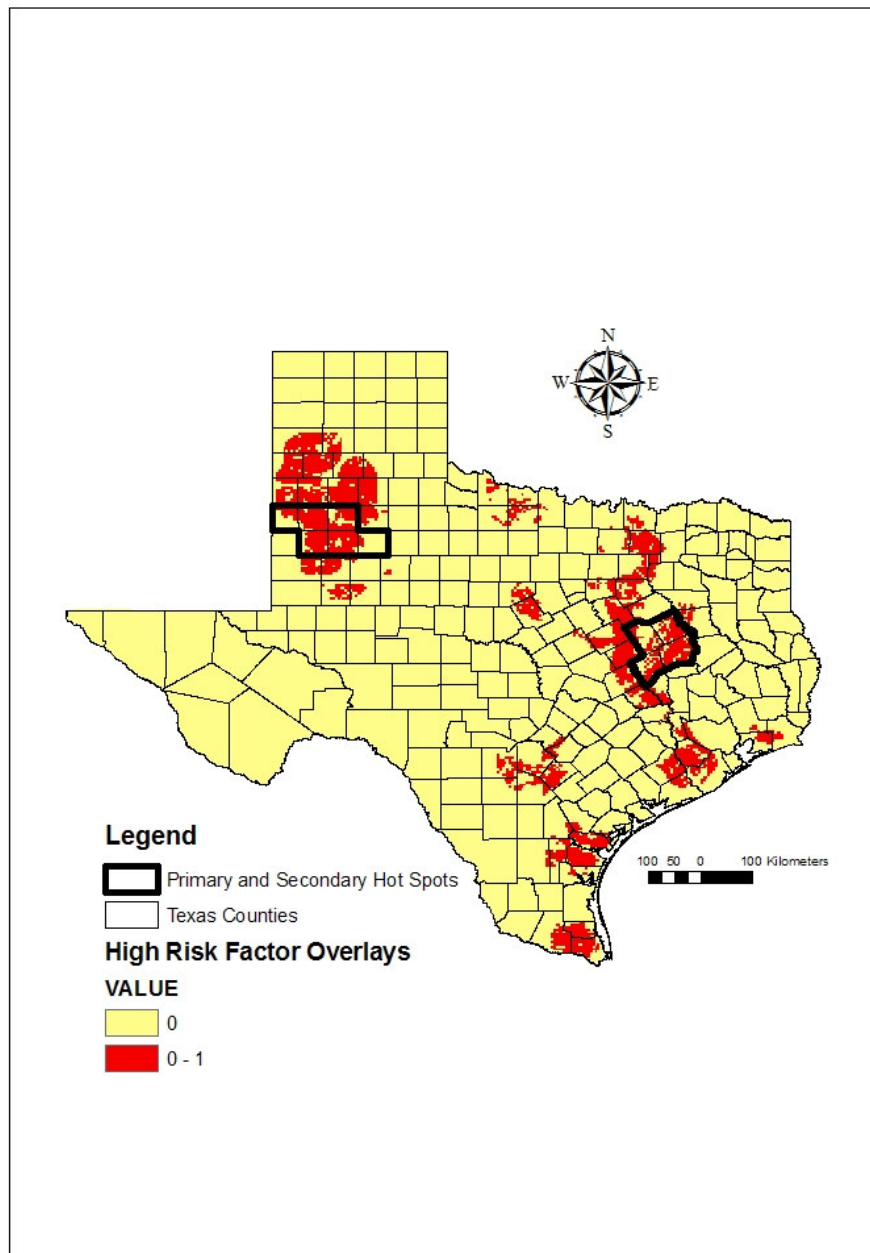 N
W E
S
Legend
100 50 0 100 Kilometers
Primary and Secondary Hot Spots
Texas Counties
High Risk Factor Overlays
VALUE
0
0 - 1